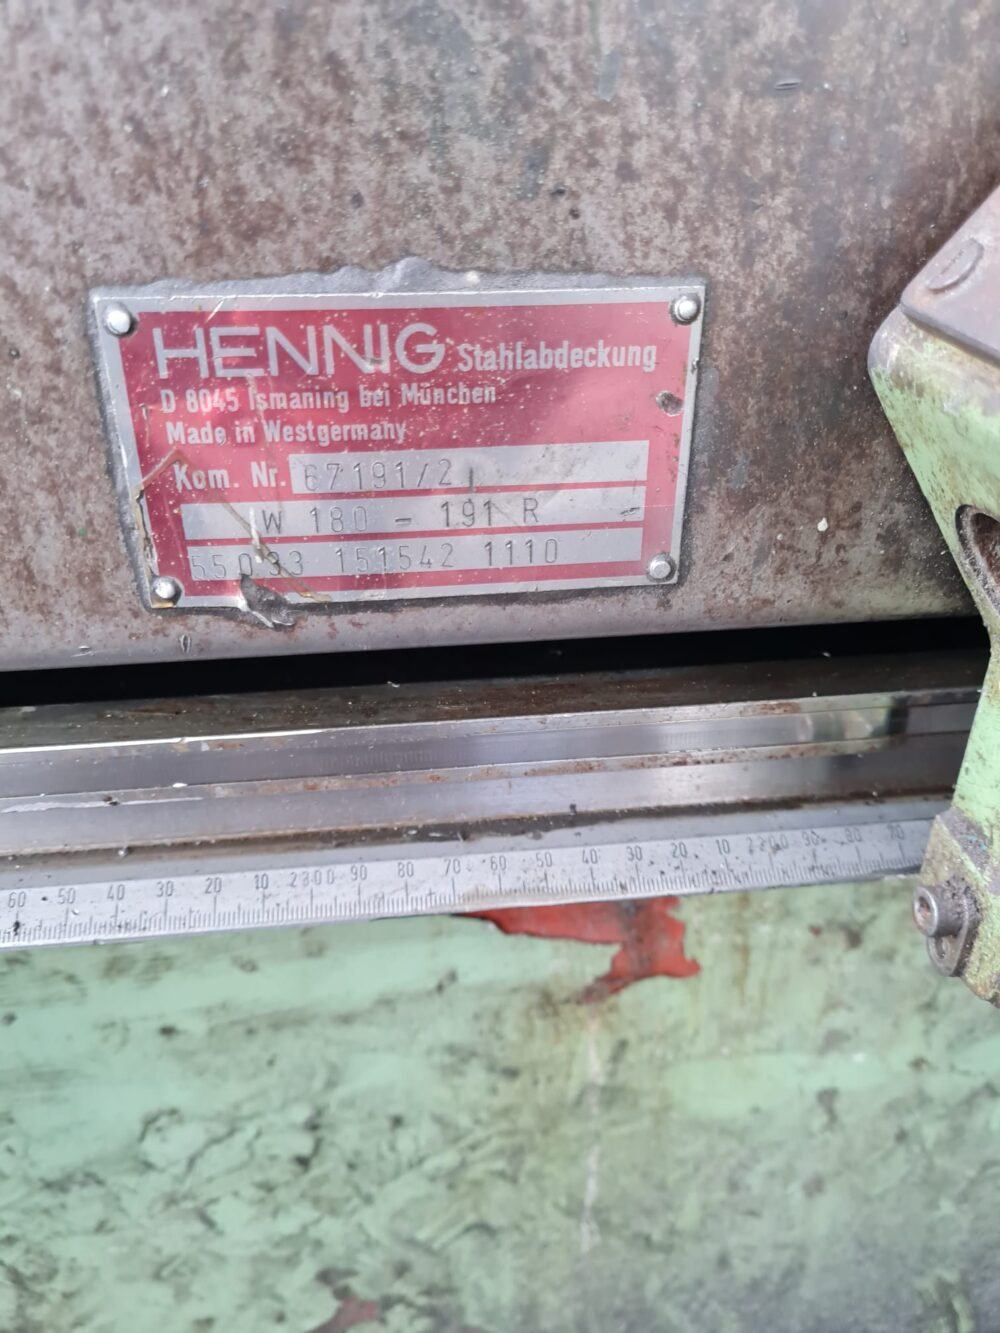 HENNIG Stahlabdeckung
D 8045 Ismaning bei München
Made in Westgermany
Kom. Nr. 67191/2
W 180 - 191 R
55033 151542 1110
60 50 40 30 20 10 2300 90 80 70 60 50 40 30 20 10 2200 90 80 70